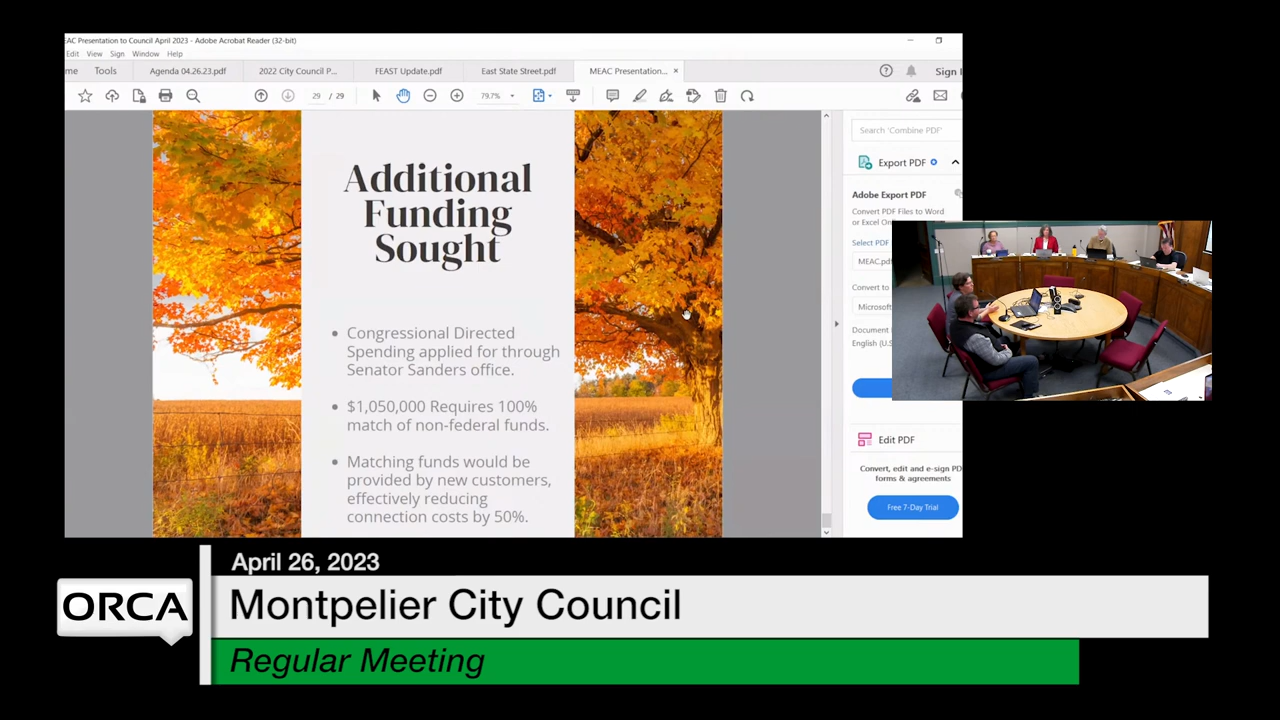 EAC Presentation to Council April 2023 - Adobe Acrobat Reader (32-bit)
Edit View Sign Window Help
me Tools Agenda 04.26.23.pdf 2022 City Council P... FEAST Update.pdf East State Street.pdf MEAC Presentation... × Sign
29 / 29 79.7%
Additional
Funding
Sought
• Congressional Directed
Spending applied for through
Senator Sanders office.
• $1,050,000 Requires 100%
match of non-federal funds.
• Matching funds would be
provided by new customers,
effectively reducing
connection costs by 50%.
Search 'Combine PDF'
Export PDF
Adobe Export PDF
Convert PDF Files to Word
or Excel On
Select PDF
MEAC.pd
Convert to
Microsoft
Document
English (U.S
Edit PDF
Convert, edit and e-sign PD
forms & agreements
Free 7-Day Trial
April 26, 2023
ORCA
Montpelier City Council
Regular Meeting